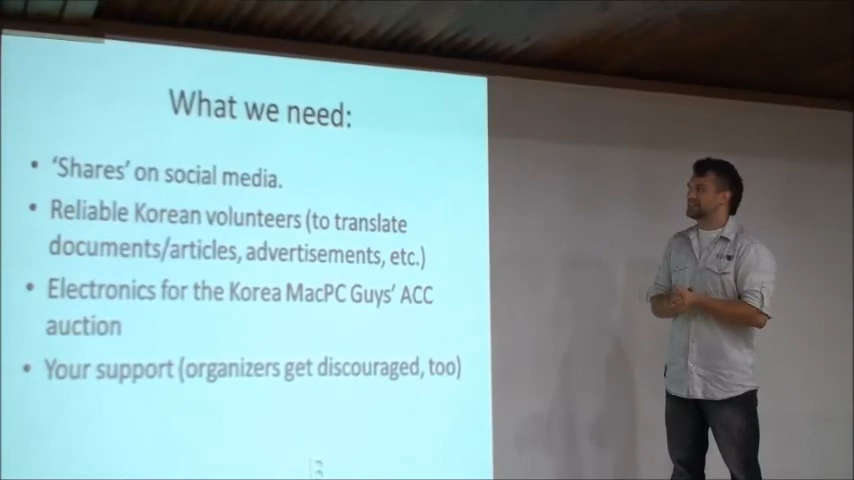 What we need:
• ‘Shares’ on social media.
• Reliable Korean volunteers (to translate
documents/articles, advertisements, etc.)
• Electronics for the Korea MacPC Guys’ ACC
auction
• Your support (organizers get discouraged, too)